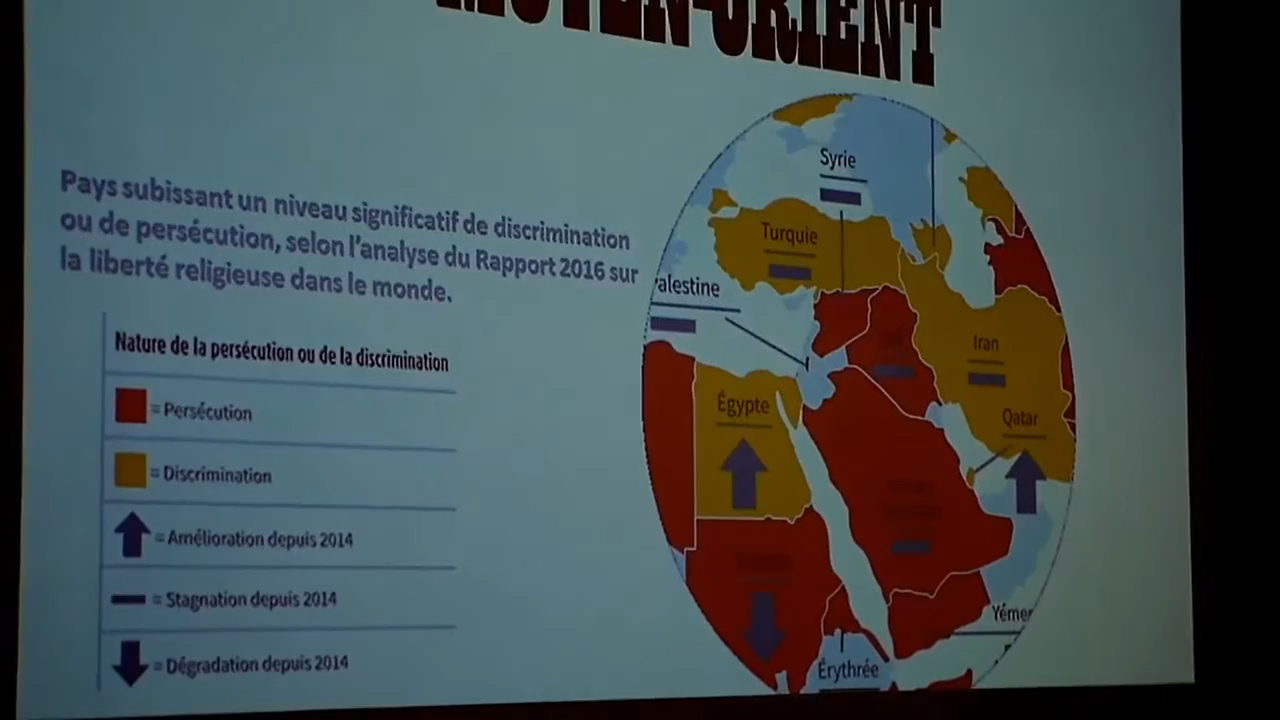 MOYEN-ORIENT
Pays subissant un niveau significatif de discrimination
ou de persécution, selon l'analyse du Rapport 2016 sur
la liberté religieuse dans le monde.
Nature de la persécution ou de la discrimination
= Persécution
= Discrimination
= Amélioration depuis 2014
= Stagnation depuis 2014
= Dégradation depuis 2014
Syrie
Turquie
alestine
Iran
Égypte
Qatar
Yémen
Érythrée